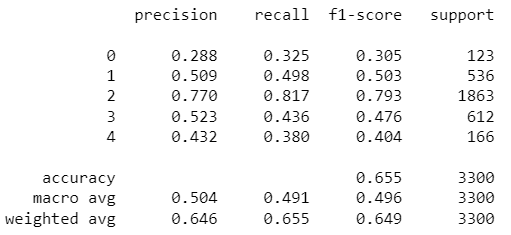 precision recall f1-score support
0 0.288 0.325 0.305 123
1 0.509 0.498 0.503 536
2 0.770 0.817 0.793 1863
3 0.523 0.436 0.476 612
4 0.432 0.380 0.404 166
accuracy 0.655 3300
macro avg 0.504 0.491 0.496 3300
weighted avg 0.646 0.655 0.649 3300